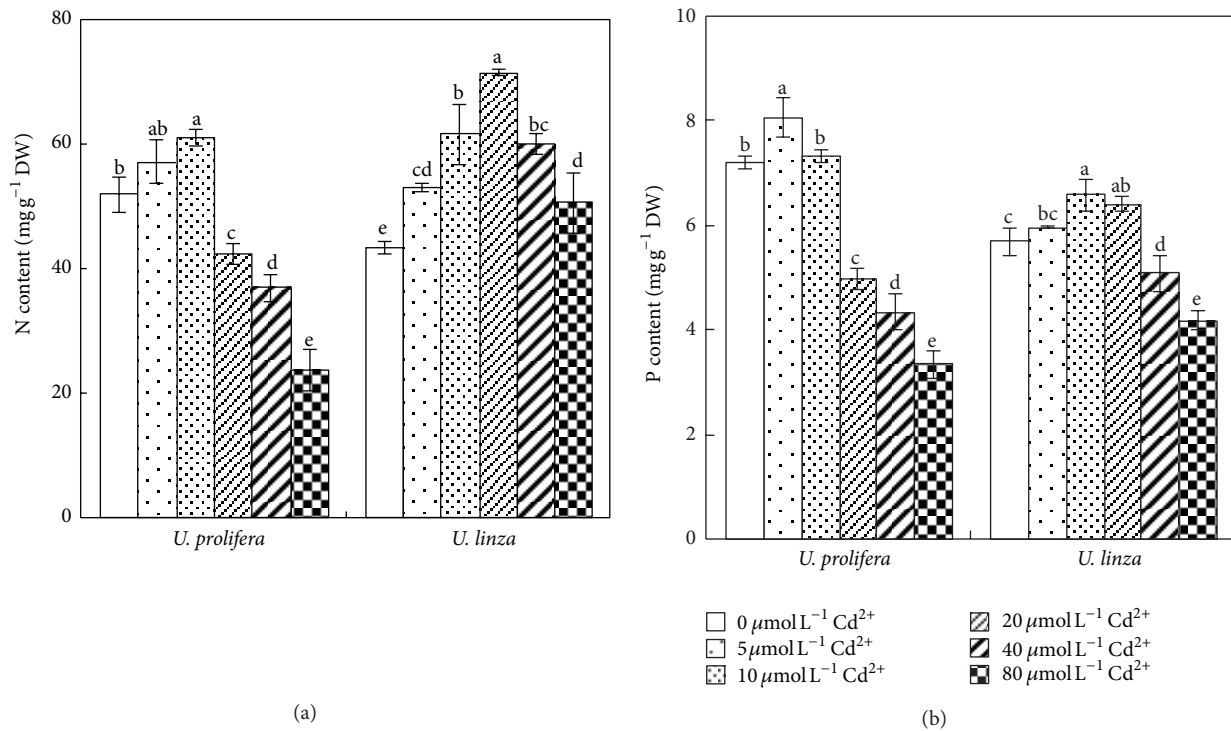 80
60
40
20
0
N content (mg g⁻¹ DW)
b
ab
a
c
d
e
e
cd
b
a
bc
d
U. prolifera
U. linza
(a)
10
8
6
4
2
0
P content (mg g⁻¹ DW)
b
a
b
c
d
e
c
bc
a
ab
d
e
U. prolifera
U. linza
0 μmol L⁻¹ Cd²⁺
5 μmol L⁻¹ Cd²⁺
10 μmol L⁻¹ Cd²⁺
20 μmol L⁻¹ Cd²⁺
40 μmol L⁻¹ Cd²⁺
80 μmol L⁻¹ Cd²⁺
(b)